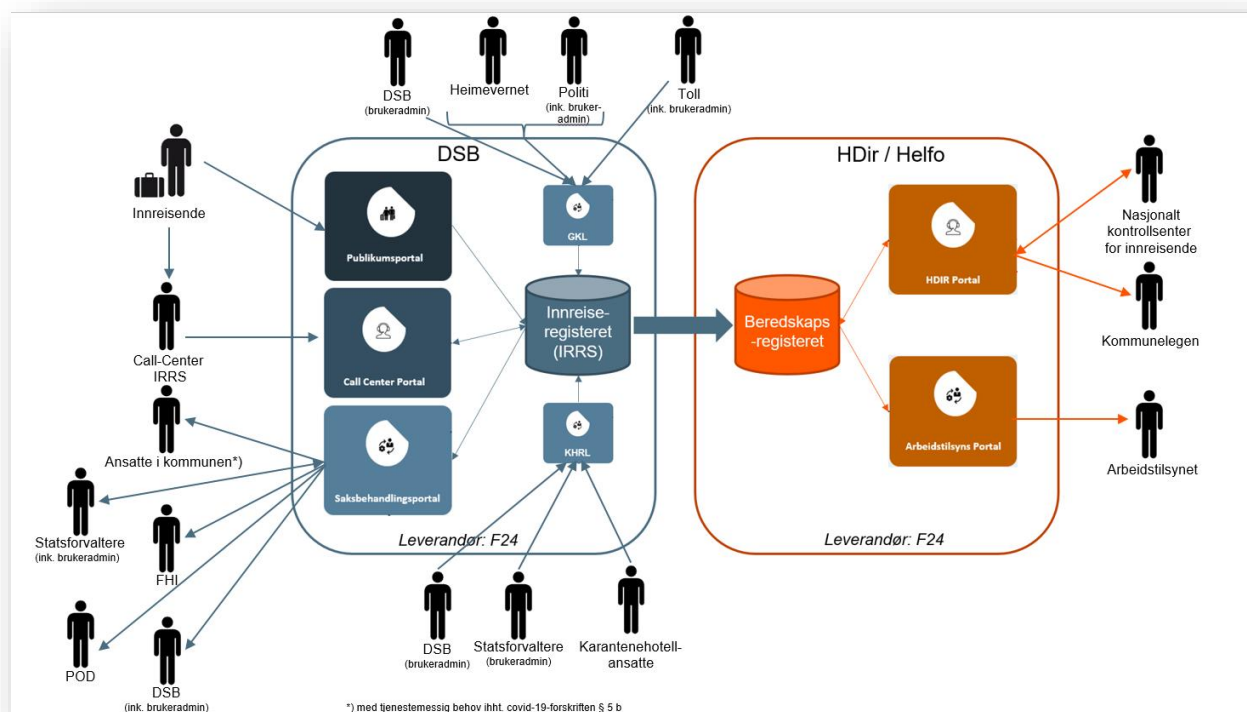 DSB
(brukeradmin)
Heimevernet
Politi
(ink. bruker-
admin)
Toll
(ink. brukeradmin)
DSB
HDir / Helfo
Innreisende
Publikumsportal
GKL
HDIR Portal
Nasjonalt
kontrollsenter
for innreisende
Innreise-
registeret
(IRRS)
Beredskaps
-registeret
Call-Center
IRRS
Call Center Portal
Kommunelegen
Ansatte i kommunen*)
Saksbehandlingsportal
KHRL
Arbeidstilsyns Portal
Arbeidstilsynet
Statsforvaltere
(ink. brukeradmin)
FHI
Leverandør: F24
Leverandør: F24
POD
DSB
(ink. brukeradmin)
DSB
(brukeradmin)
Statsforvaltere
(brukeradmin)
Karantenehotell-
ansatte
*) med tjenestemessig behov ihht. covid-19-forskriften § 5 b